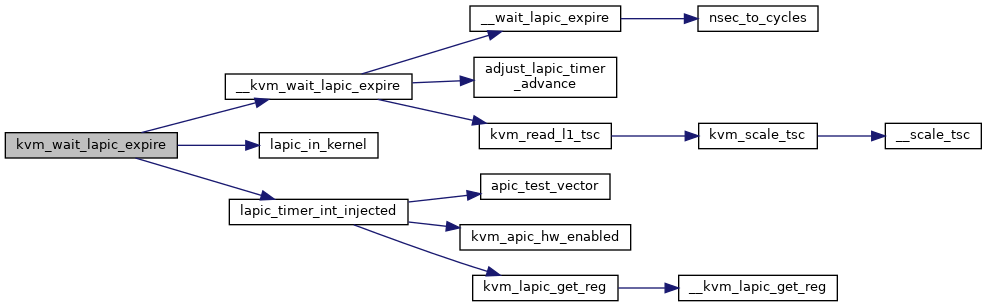 kvm_wait_lapic_expire
__kvm_wait_lapic_expire
lapic_in_kernel
lapic_timer_int_injected
__wait_lapic_expire
adjust_lapic_timer
_advance
kvm_read_l1_tsc
apic_test_vector
kvm_apic_hw_enabled
kvm_lapic_get_reg
nsec_to_cycles
kvm_scale_tsc
__kvm_lapic_get_reg
__scale_tsc